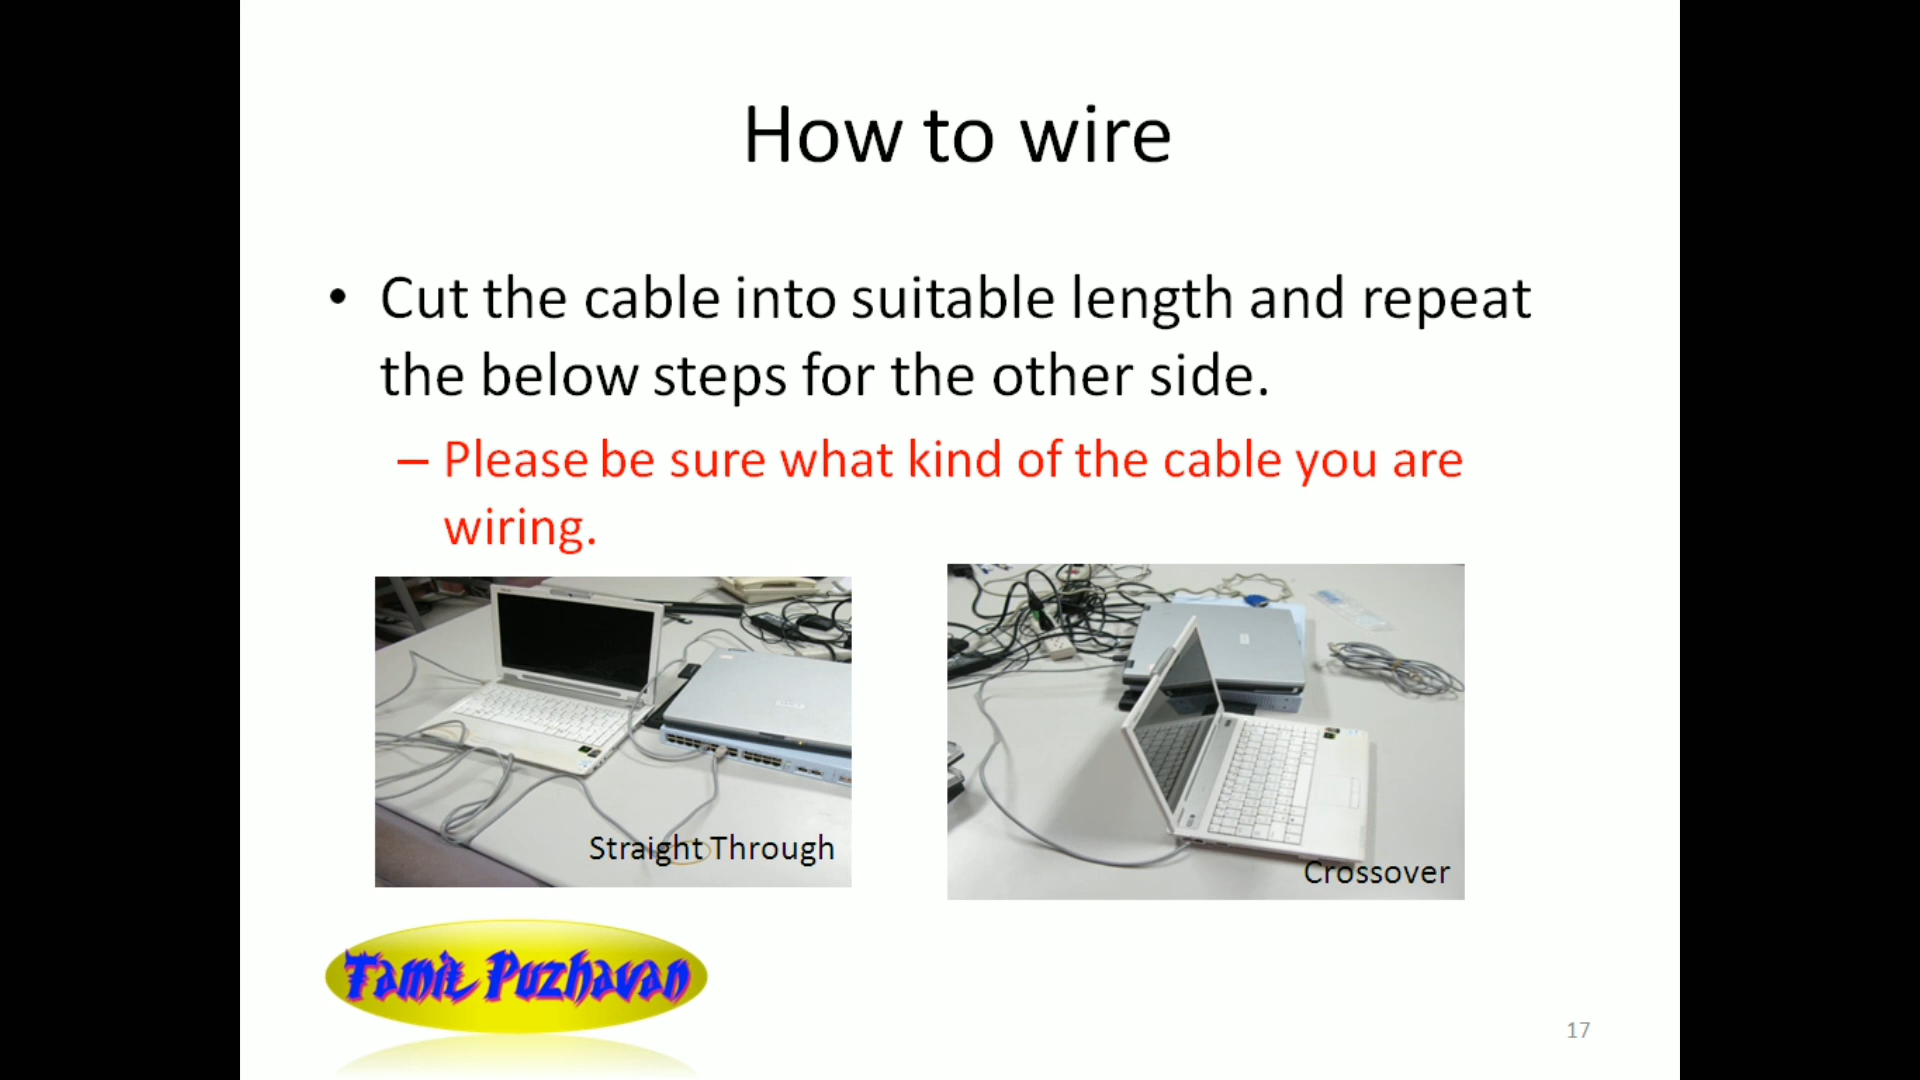 How to wire
• Cut the cable into suitable length and repeat
the below steps for the other side.
– Please be sure what kind of the cable you are
wiring.
Straight Through
Crossover
Tamil Puzhavan
17